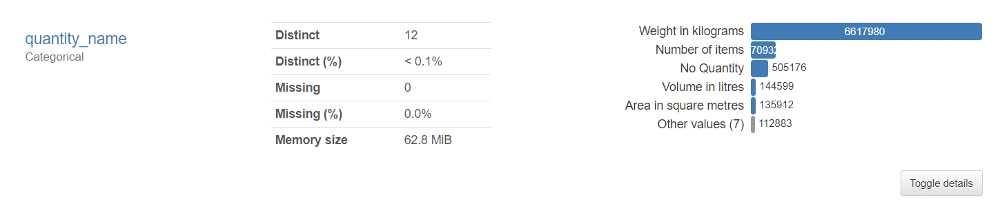 quantity_name
Categorical
Distinct 12
Distinct (%) < 0.1%
Missing 0
Missing (%) 0.0%
Memory size 62.8 MiB
Weight in kilograms 6617980
Number of items
No Quantity 505176
Volume in litres 144599
Area in square metres 135912
Other values (7) 112883
Toggle details